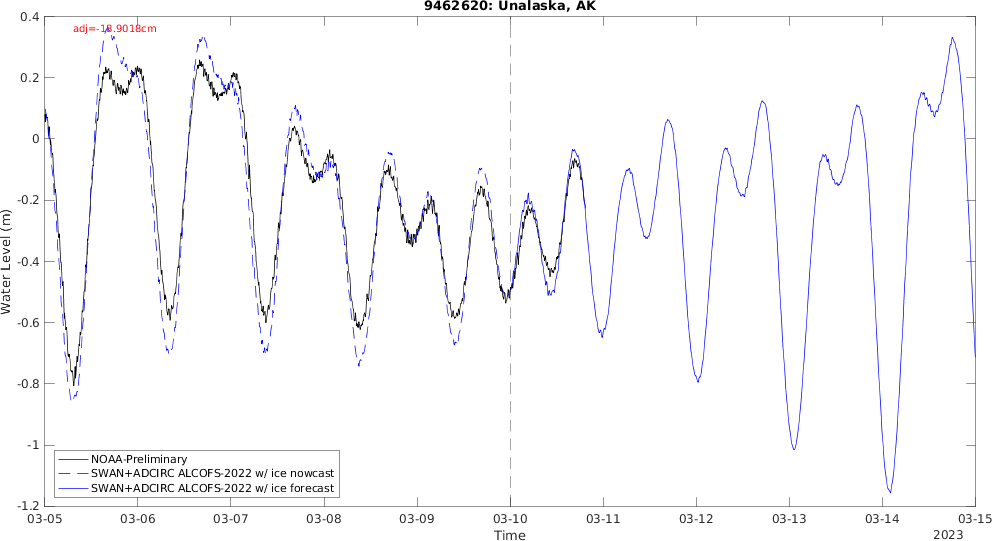 9462620: Unalaska, AK
adj=-18.9018cm
0.4
0.2
0
-0.2
-0.4
-0.6
-0.8
-1
-1.2
Water Level (m)
NOAA-Preliminary
SWAN+ADCIRC ALCOFS-2022 w/ ice nowcast
SWAN+ADCIRC ALCOFS-2022 w/ ice forecast
03-05 03-06 03-07 03-08 03-09 03-10 03-11 03-12 03-13 03-14 03-15
Time
2023